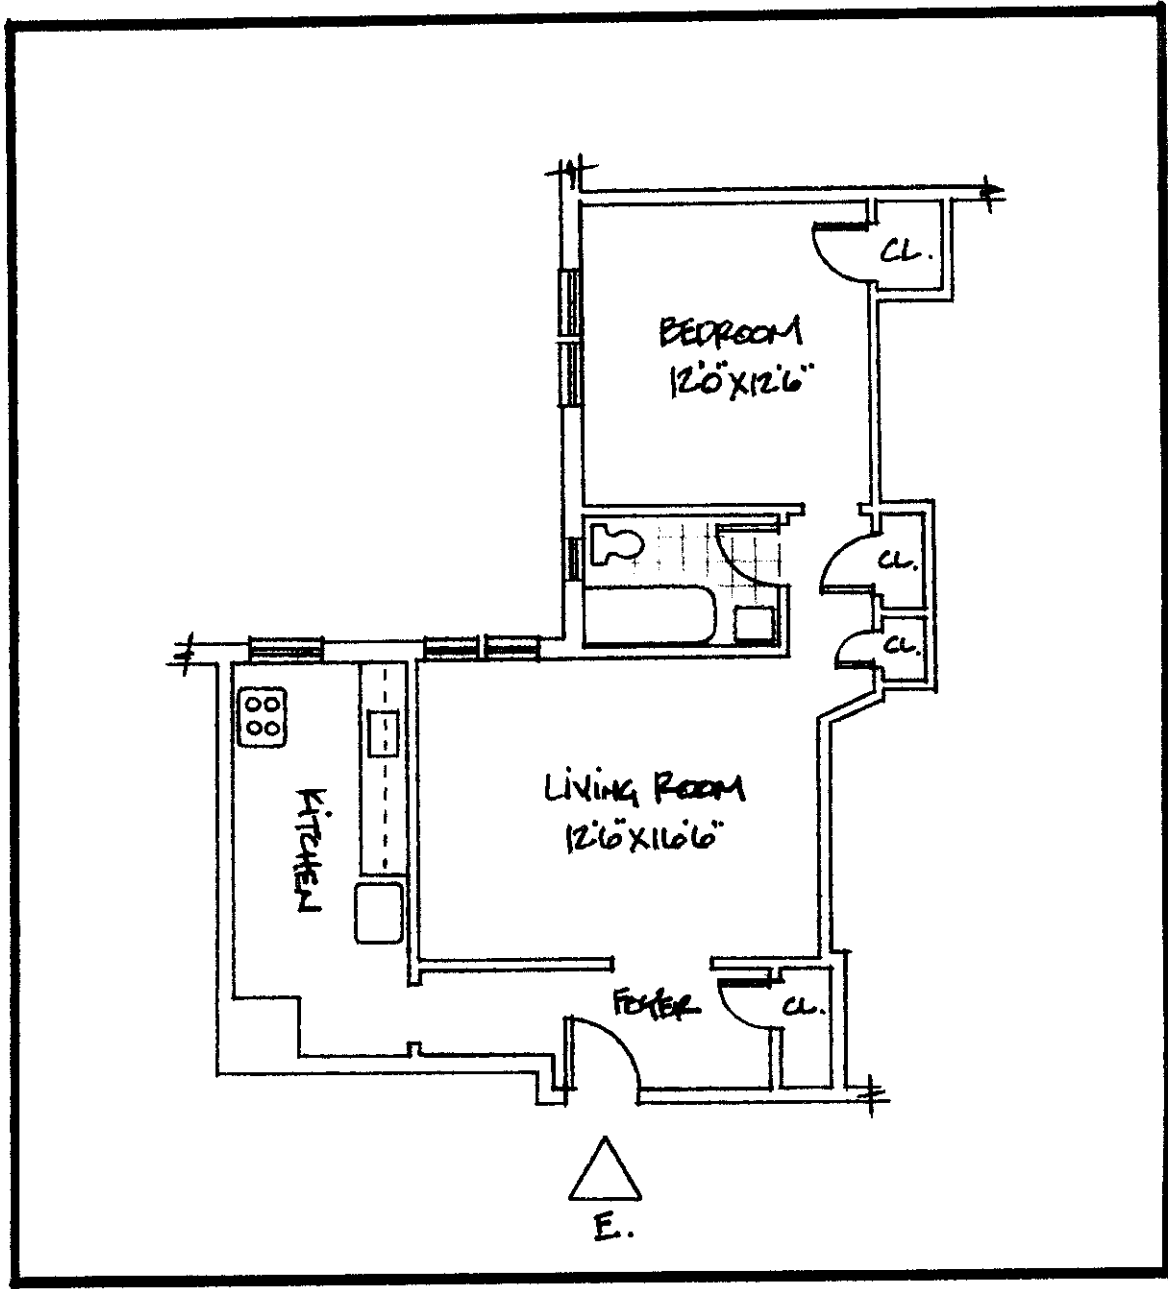 CL.
BEDROOM
12'0"X12'6"
CL.
CL.
LIVING ROOM
12'6"X16'6"
KITCHEN
FOYER
CL.
E.